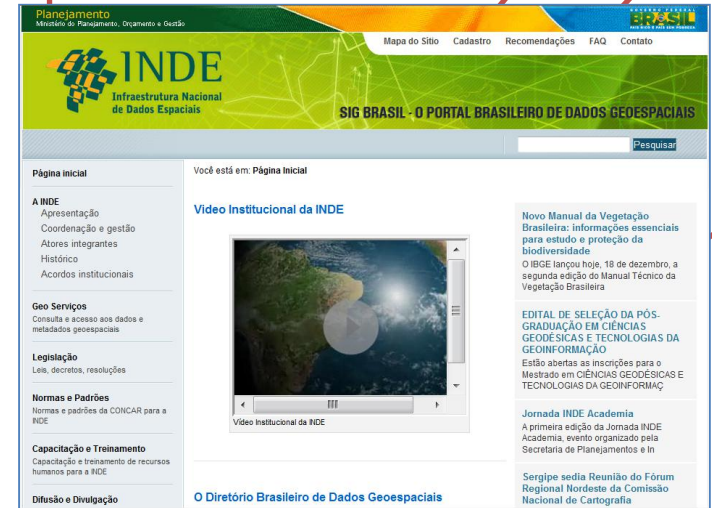 Planejamento
Ministério do Planejamento, Orçamento e Gestão
GOVERNO FEDERAL
BRASIL
PAÍS RICO É PAÍS SEM POBREZA
Mapa do Sítio Cadastro Recomendações FAQ Contato
INDE
Infraestrutura Nacional
de Dados Espaciais
SIG BRASIL - O PORTAL BRASILEIRO DE DADOS GEOESPACIAIS
Pesquisar
Página inicial
A INDE
Apresentação
Coordenação e gestão
Atores integrantes
Histórico
Acordos institucionais
Geo Serviços
Consulta e acesso aos dados e
metadados geoespaciais
Legislação
Leis, decretos, resoluções
Normas e Padrões
Normas e padrões da CONCAR para a
INDE
Capacitação e Treinamento
Capacitação e treinamento de recursos
humanos para a INDE
Difusão e Divulgação
Você está em: Página Inicial
Video Institucional da INDE
Vídeo Institucional da INDE
O Diretório Brasileiro de Dados Geoespaciais
Novo Manual da Vegetação
Brasileira: informações essenciais
para estudo e proteção da
biodiversidade
O IBGE lançou hoje, 18 de dezembro, a
segunda edição do Manual Técnico da
Vegetação Brasileira
EDITAL DE SELEÇÃO DA PÓS-
GRADUAÇÃO EM CIÊNCIAS
GEODÉSICAS E TECNOLOGIAS DA
GEOINFORMAÇÃO
Estão abertas as inscrições para o
Mestrado em CIÊNCIAS GEODÉSICAS E
TECNOLOGIAS DA GEOINFORMAÇ
Jornada INDE Academia
A primeira edição da Jornada INDE
Academia, evento organizado pela
Secretaria de Planejamentos e In
Sergipe sedia Reunião do Fórum
Regional Nordeste da Comissão
Nacional de Cartografia